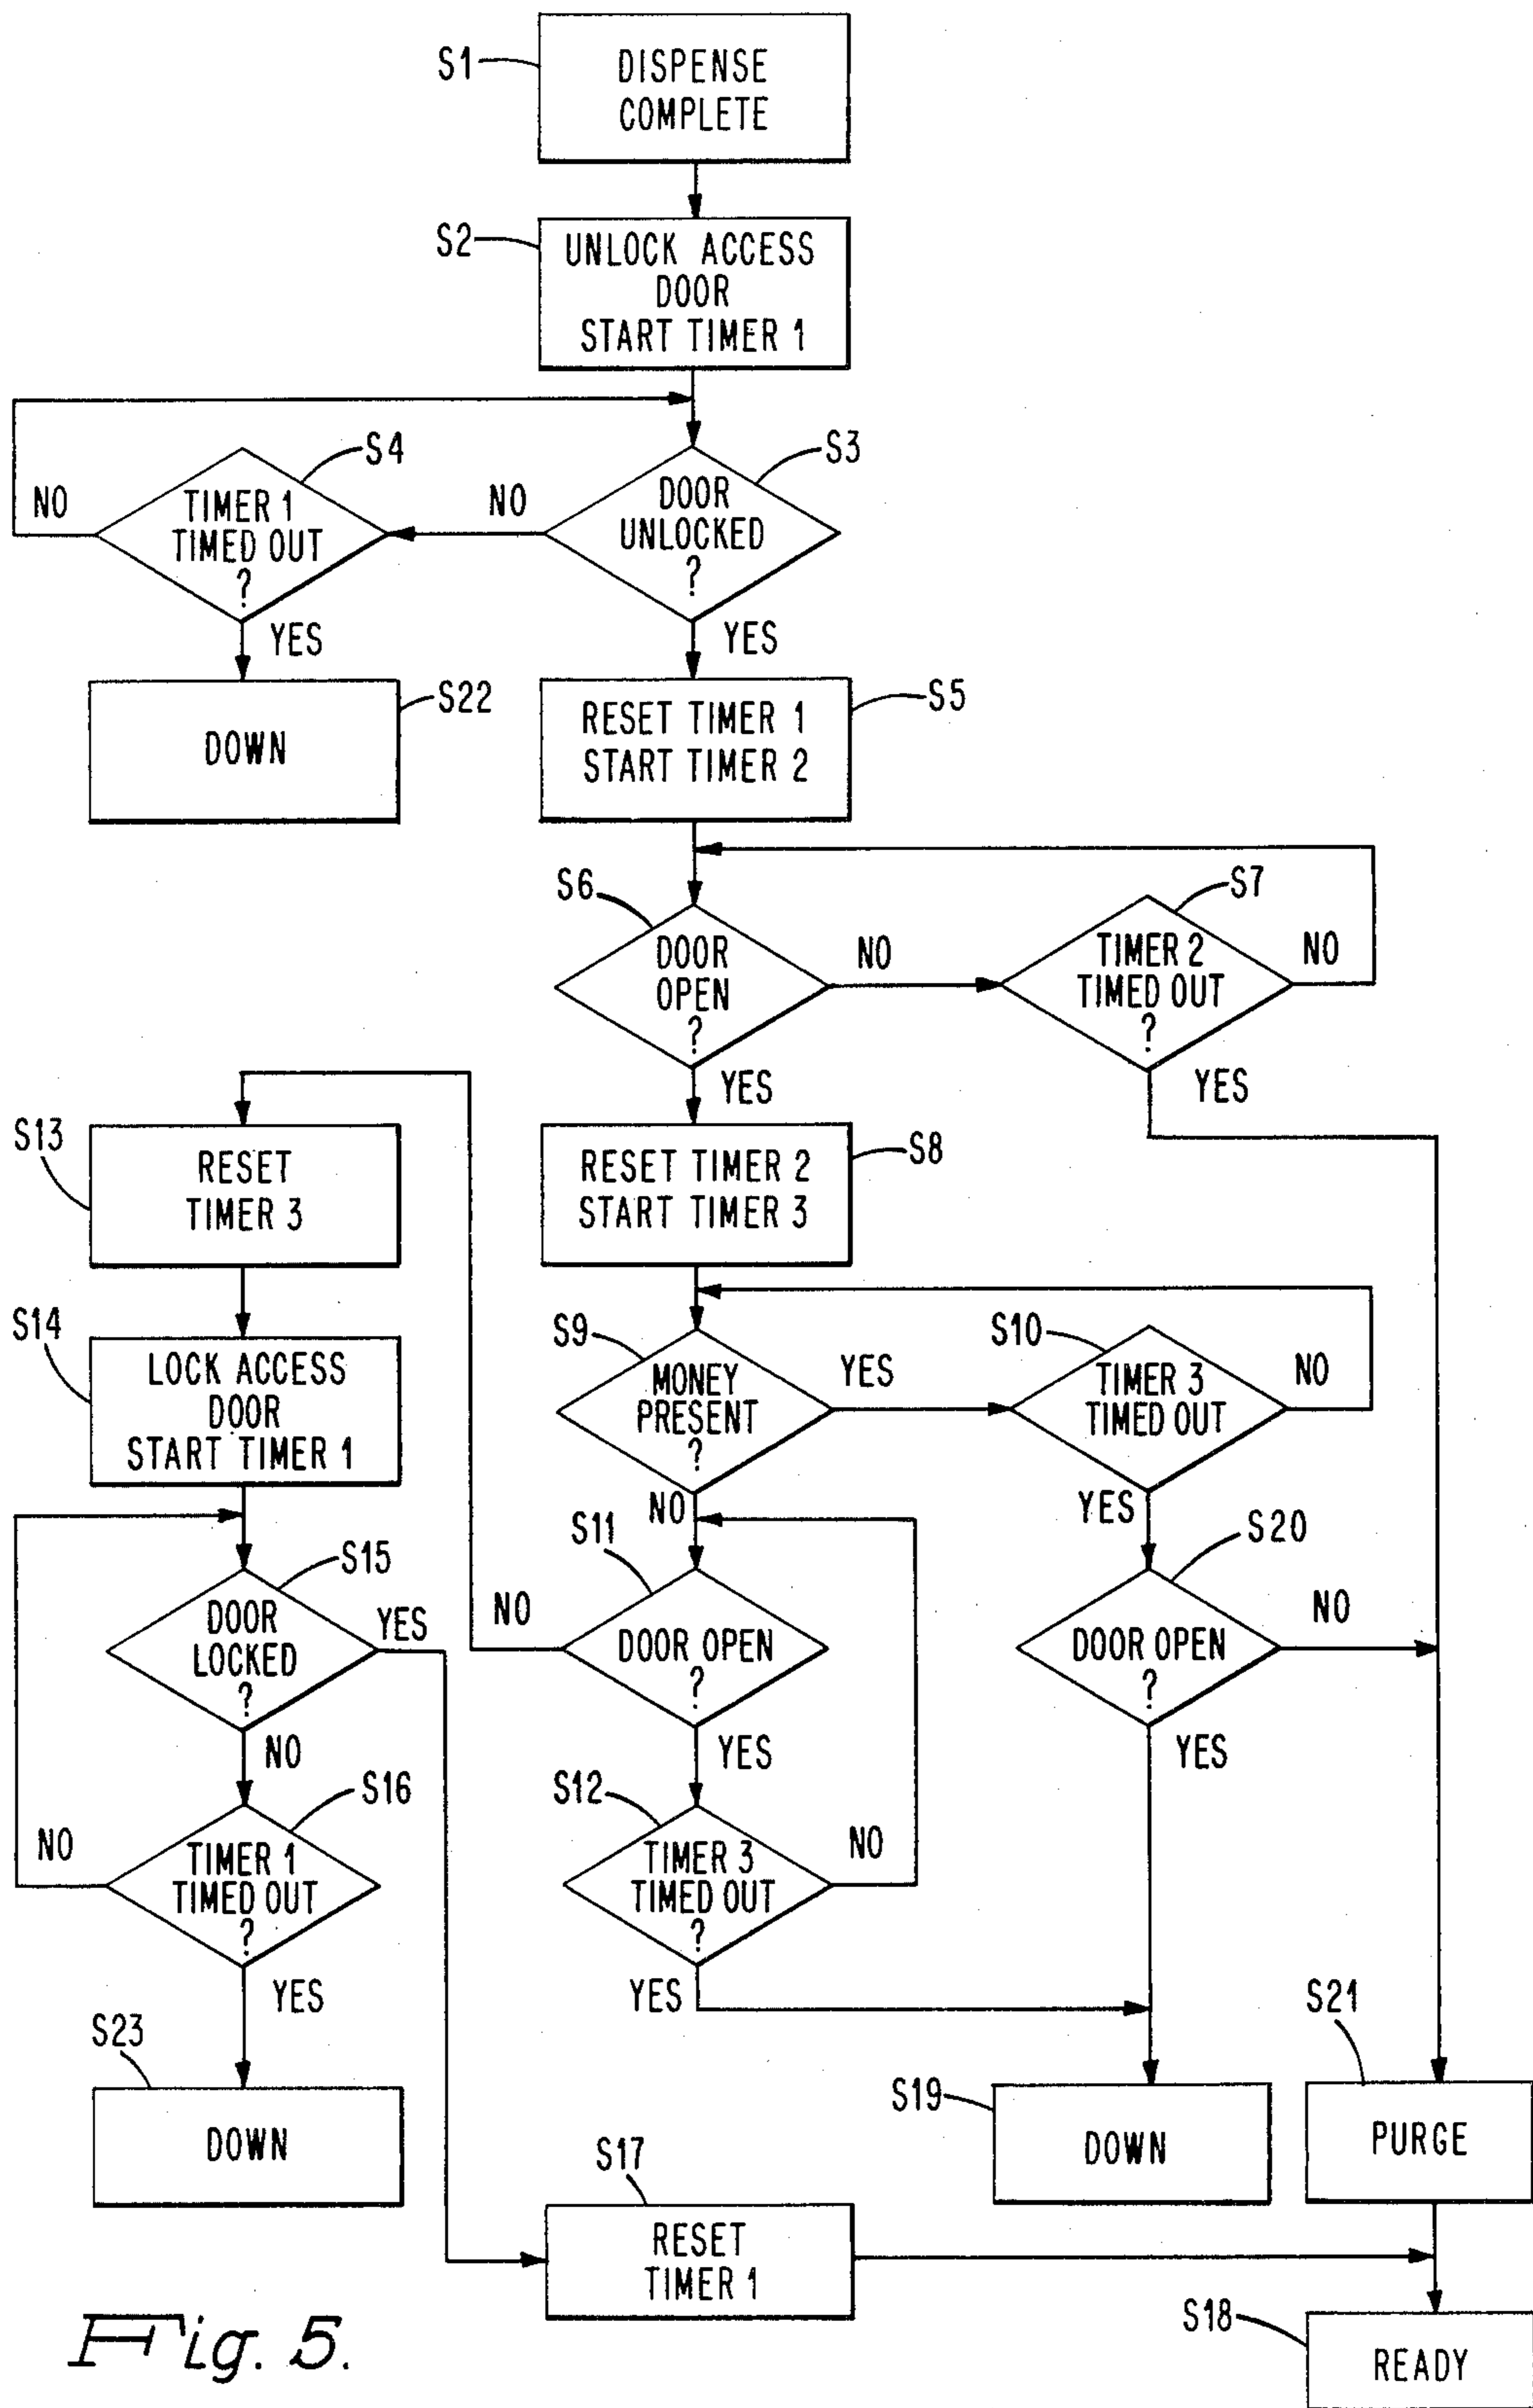 S1
DISPENSE
COMPLETE
S2
UNLOCK ACCESS
DOOR
START TIMER 1
S4
S3
NO
TIMER 1
TIMED OUT
?
NO
DOOR
UNLOCKED
?
YES
YES
S22
DOWN
S5
RESET TIMER 1
START TIMER 2
S6
S7
DOOR
OPEN
?
NO
TIMER 2
TIMED OUT
?
NO
YES
YES
S13
RESET
TIMER 3
S8
RESET TIMER 2
START TIMER 3
S14
LOCK ACCESS
DOOR
START TIMER 1
S9
MONEY
PRESENT
?
YES
S10
TIMER 3
TIMED OUT
NO
NO
YES
S11
S20
S15
DOOR
LOCKED
?
YES
NO
DOOR OPEN
?
DOOR OPEN
?
NO
NO
YES
YES
S16
S12
NO
TIMER 1
TIMED OUT
?
TIMER 3
TIMED OUT
?
NO
YES
YES
S23
DOWN
S19
DOWN
S21
PURGE
S17
RESET
TIMER 1
S18
READY
Fig. 5.